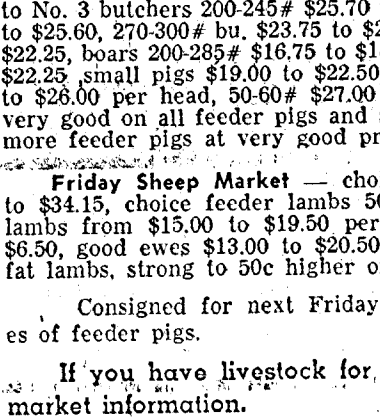 to No. 3 butchers 200-245# $25.70
to $25.60, 270-300# bu. $23.75 to
$22.25, boars 200-285# $16.75 to
$22.25 ,small pigs $19.00 to $22.50
to $26.00 per head, 50-60# $27.00
very good on all feeder pigs and
more feeder pigs at very good
Friday Sheep Market —
to $34.15, choice feeder lambs
lambs from $15.00 to $19.50 per
$6.50, good ewes $13.00 to $20.50
fat lambs, strong to 50c higher
Consigned for next Friday
es of feeder pigs.
If you have livestock for
market information.